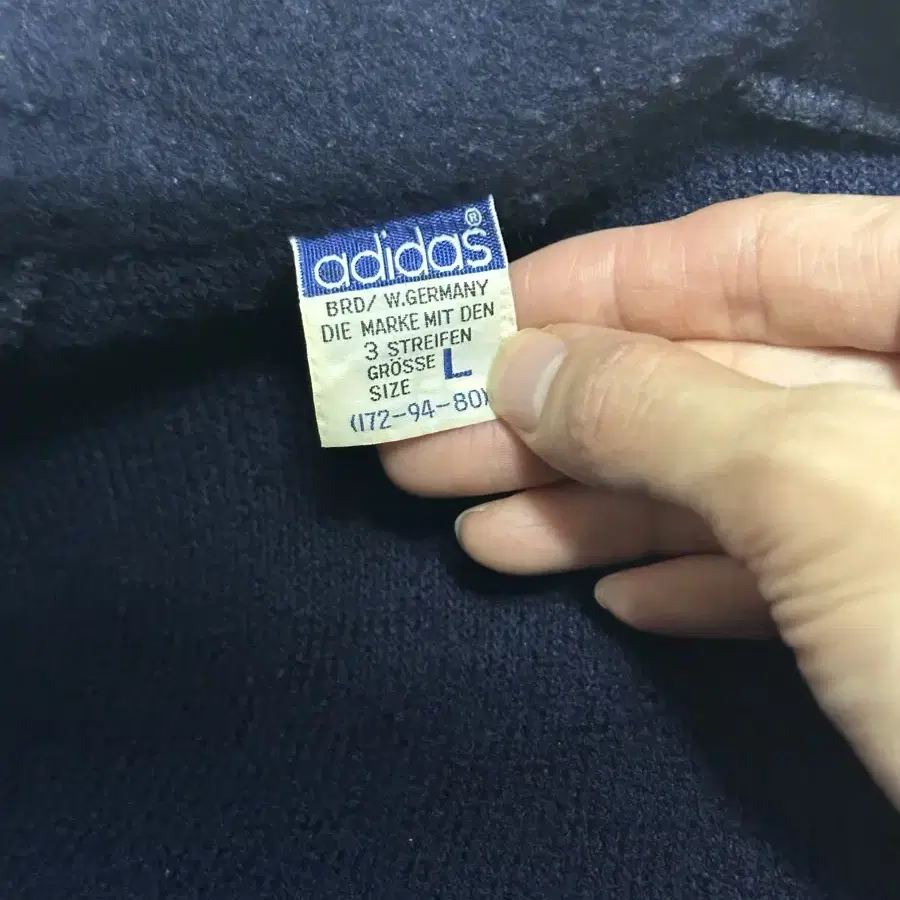 adidas®
BRD/ W.GERMANY
DIE MARKE MIT DEN
3 STREIFEN
GRÖSSE L
SIZE
(172-94-80)